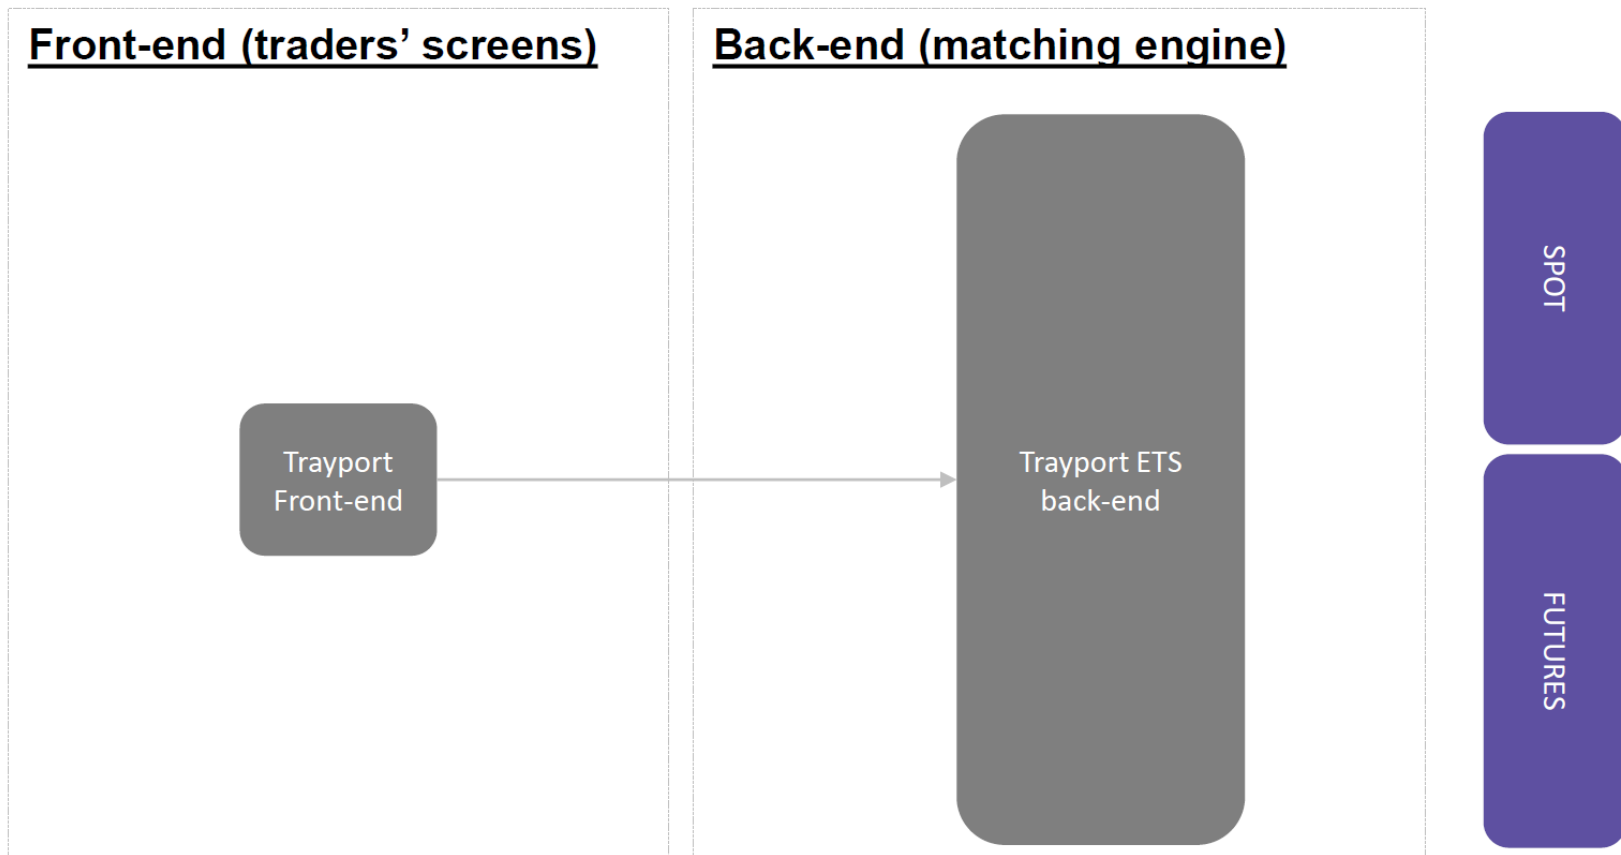 Front-end (traders’ screens)
Back-end (matching engine)
Trayport
Front-end
Trayport ETS
back-end
SPOT
FUTURES